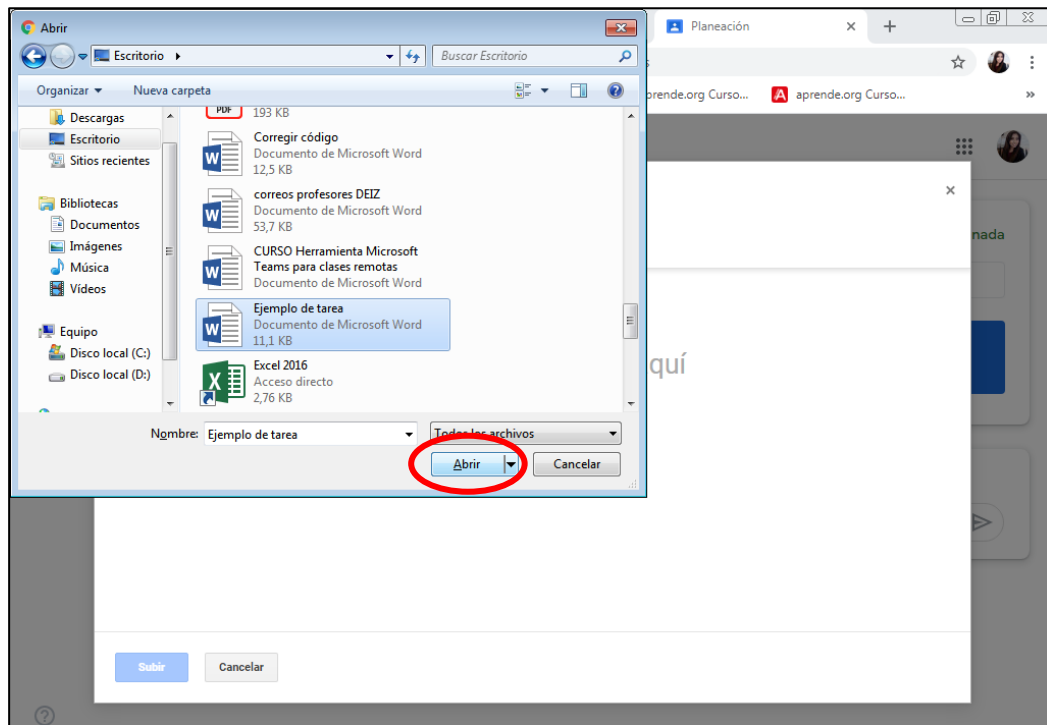 Abrir
Planeación
Escritorio
Buscar Escritorio
Organizar
Nueva carpeta
prende.org Curso...
aprende.org Curso...
Descargas
Escritorio
Sitios recientes
Bibliotecas
Documentos
Imágenes
Música
Vídeos
Equipo
Disco local (C:)
Disco local (D:)
PDF
193 KB
Corregir código
Documento de Microsoft Word
12,5 KB
correos profesores DEIZ
Documento de Microsoft Word
53,7 KB
CURSO Herramienta Microsoft
Teams para clases remotas
Documento de Microsoft Word
Ejemplo de tarea
Documento de Microsoft Word
11,1 KB
Excel 2016
Acceso directo
2,76 KB
nada
quí
Nombre: Ejemplo de tarea
Todos los archivos
Abrir
Cancelar
Subir
Cancelar